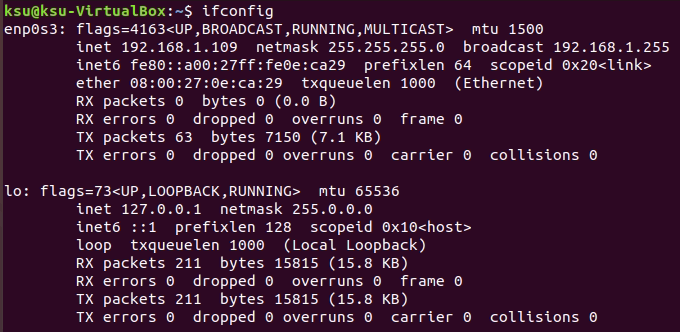 ksu@ksu-VirtualBox:~$ ifconfig
enp0s3: flags=4163<UP,BROADCAST,RUNNING,MULTICAST>  mtu 1500
        inet 192.168.1.109  netmask 255.255.255.0  broadcast 192.168.1.255
        inet6 fe80::a00:27ff:fe0e:ca29  prefixlen 64  scopeid 0x20<link>
        ether 08:00:27:0e:ca:29  txqueuelen 1000  (Ethernet)
        RX packets 0  bytes 0 (0.0 B)
        RX errors 0  dropped 0  overruns 0  frame 0
        TX packets 63  bytes 7150 (7.1 KB)
        TX errors 0  dropped 0 overruns 0  carrier 0  collisions 0

lo: flags=73<UP,LOOPBACK,RUNNING>  mtu 65536
        inet 127.0.0.1  netmask 255.0.0.0
        inet6 ::1  prefixlen 128  scopeid 0x10<host>
        loop  txqueuelen 1000  (Local Loopback)
        RX packets 211  bytes 15815 (15.8 KB)
        RX errors 0  dropped 0  overruns 0  frame 0
        TX packets 211  bytes 15815 (15.8 KB)
        TX errors 0  dropped 0 overruns 0  carrier 0  collisions 0